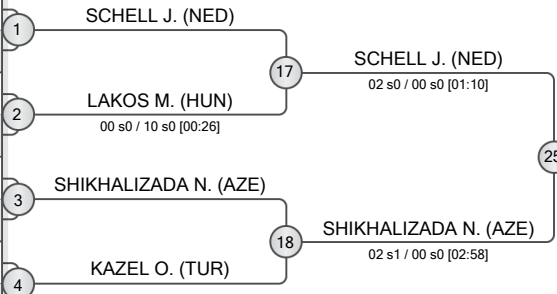 1
SCHELL J. (NED)
17
SCHELL J. (NED)
02 s0 / 00 s0 [01:10]
2
LAKOS M. (HUN)
00 s0 / 10 s0 [00:26]
25
3
SHIKHALIZADA N. (AZE)
18
SHIKHALIZADA N. (AZE)
02 s1 / 00 s0 [02:58]
4
KAZEL O. (TUR)